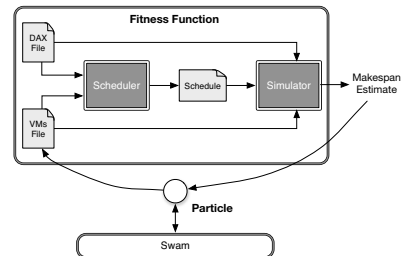 Fitness Function
DAX
File
Scheduler
Schedule
Simulator
Makespan
Estimate
VMs
File
Particle
Swam